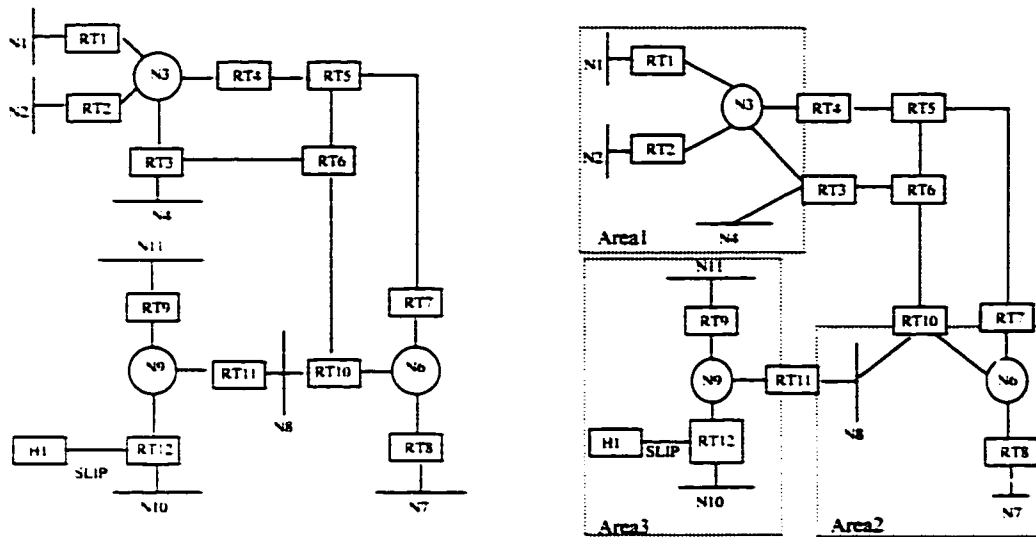 N1
RT1
N3
RT4
RT5
N2
RT2
RT3
RT6
N4
N11
RT9
RT7
N9
RT11
RT10
N6
N8
H1
SLIP
RT12
RT8
N10
N7
N1
RT1
N3
RT4
RT5
N2
RT2
RT3
RT6
N4
Area1
N11
RT9
RT10
RT7
N9
RT11
N6
N8
H1
SLIP
RT12
RT8
N10
N7
Area3
Area2